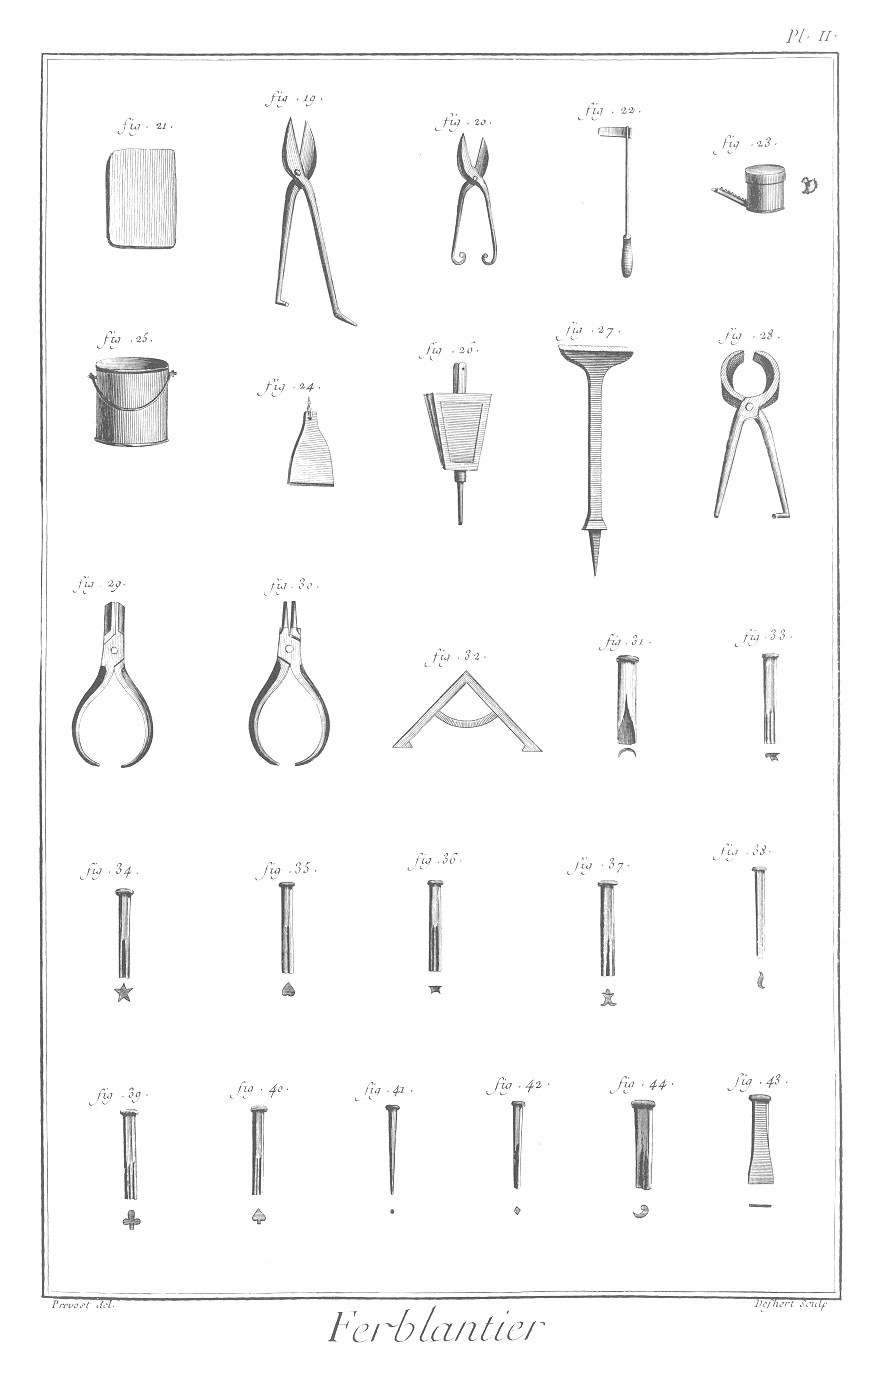 Pl. II.
fig. 21. fig. 19. fig. 20. fig. 22. fig. 23.
fig. 25. fig. 24. fig. 26. fig. 27. fig. 28.
fig. 29. fig. 30. fig. 32. fig. 31. fig. 33.
fig. 34. fig. 35. fig. 36. fig. 37. fig. 38.
fig. 39. fig. 40. fig. 41. fig. 42. fig. 44. fig. 43.
Prevost del. Defhert Sculp
Ferblantier